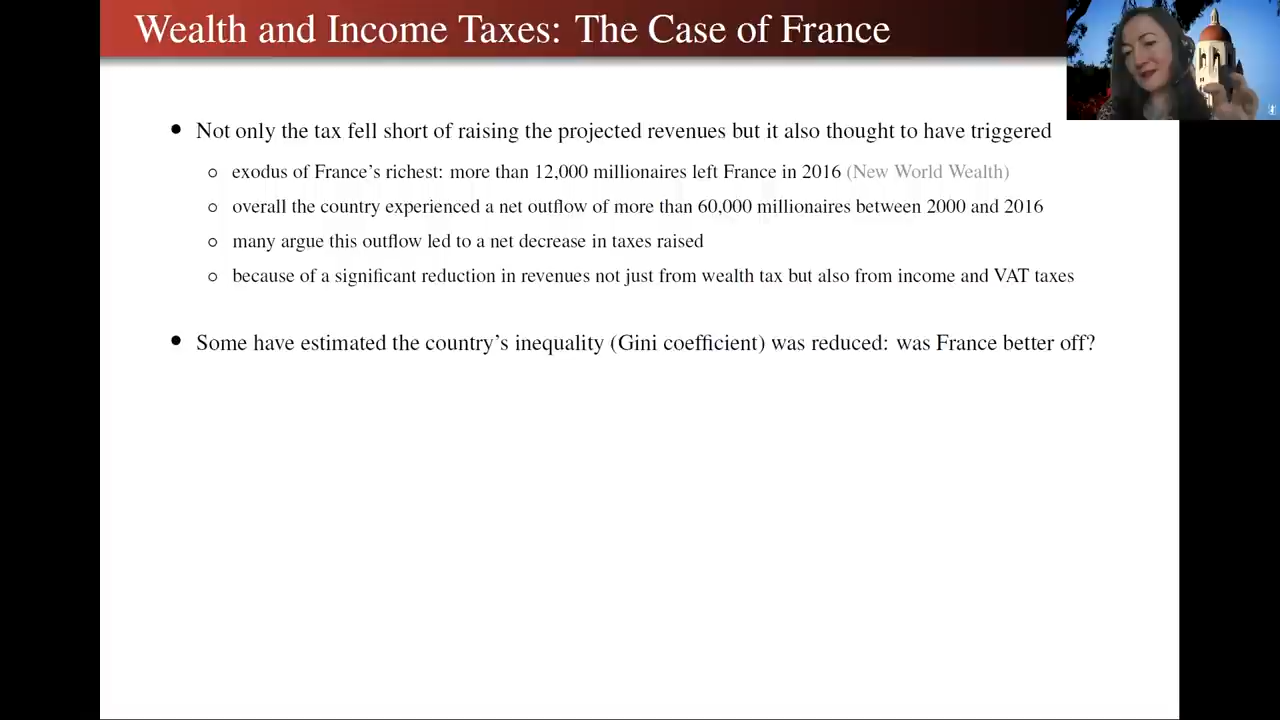 Wealth and Income Taxes: The Case of France
• Not only the tax fell short of raising the projected revenues but it also thought to have triggered
○ exodus of France's richest: more than 12,000 millionaires left France in 2016 (New World Wealth)
○ overall the country experienced a net outflow of more than 60,000 millionaires between 2000 and 2016
○ many argue this outflow led to a net decrease in taxes raised
○ because of a significant reduction in revenues not just from wealth tax but also from income and VAT taxes
• Some have estimated the country's inequality (Gini coefficient) was reduced: was France better off?